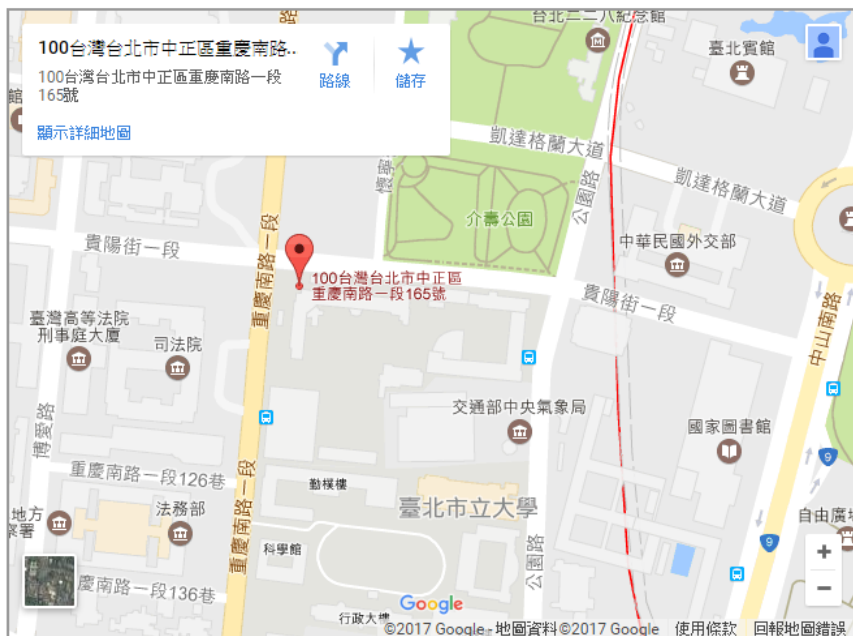 台北二二八紀念館
100台灣台北市中正區重慶南路..
100台灣台北市中正區重慶南路一段
165號
路線
儲存
顯示詳細地圖
館
臺北賓館
凱達格蘭大道
凱達格蘭大道
公園路
介壽公園
中華民國外交部
貴陽街一段
重慶南路一段
100台灣台北市中正區
重慶南路一段165號
貴陽街一段
中山南路
臺灣高等法院
刑事庭大廈
司法院
博愛路
交通部中央氣象局
國家圖書館
重慶南路一段126巷
重慶南路一段
勤樸樓
臺北市立大學
法務部
地方
察署
9
自由廣場
科學館
公園路
9
慶南路一段136巷
行政大樓
+
−
Google
©2017 Google - 地圖資料©2017 Google
使用條款
回報地圖錯誤